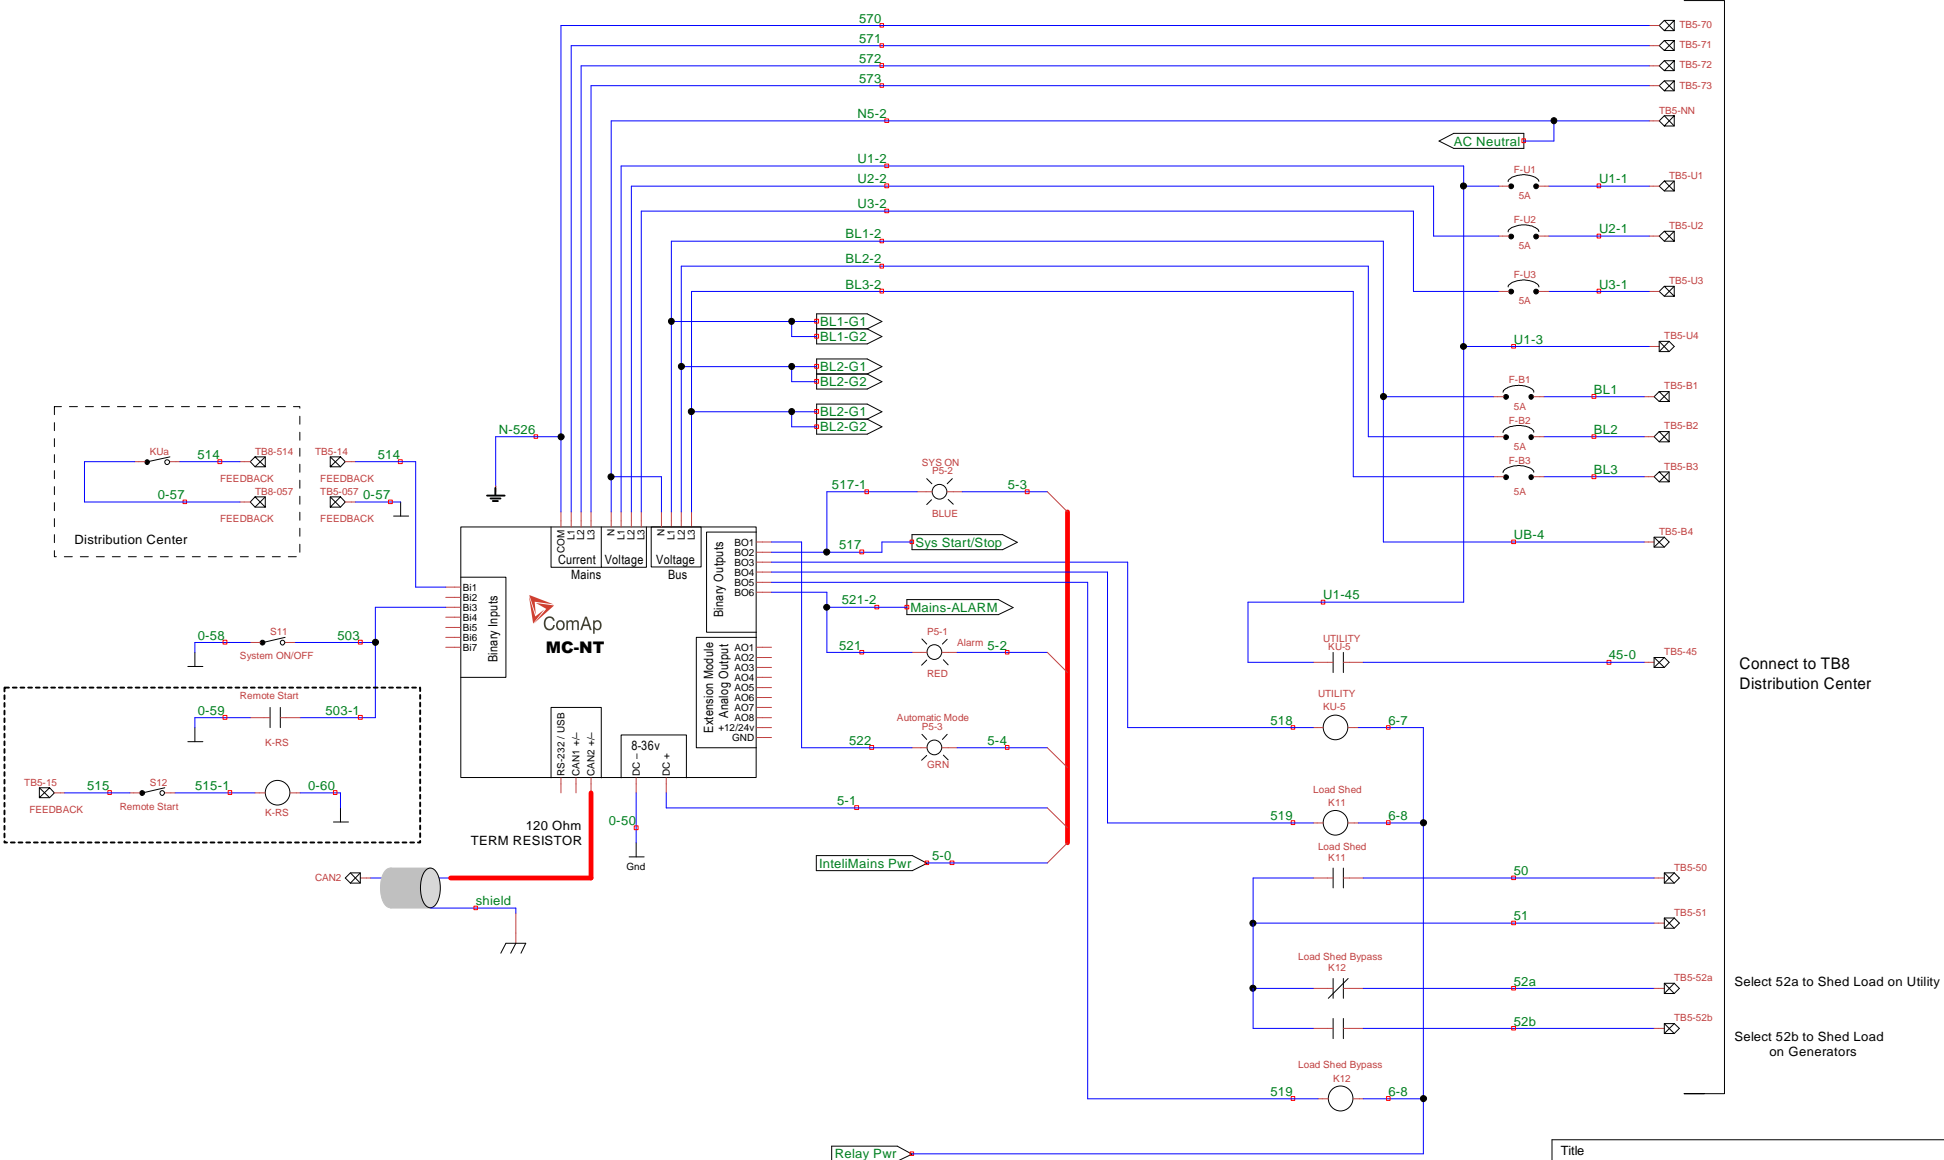 570
TB5-70
571
TB5-71
572
TB5-72
573
TB5-73
N5-2
TB5-NN
AC Neutral
U1-2
F-U1
U1-1
TB5-U1
5A
U2-2
F-U2
U2-1
TB5-U2
5A
U3-2
F-U3
U3-1
TB5-U3
5A
BL1-2
BL2-2
BL3-2
BL1-G1
BL1-G2
U1-3
TB5-U4
BL2-G1
BL2-G2
F-B1
BL1
TB5-B1
5A
BL2-G1
BL2-G2
F-B2
BL2
TB5-B2
5A
F-B3
BL3
TB5-B3
5A
N-526
KUa
514
TB8-514
FEEDBACK
TB5-14
514
FEEDBACK
0-57
TB8-057
FEEDBACK
TB5-057
0-57
FEEDBACK
Distribution Center
SYS ON
P5-2
517-1
5-3
BLUE
517
Sys Start/Stop
UB-4
TB5-B4
COM
L1
L2
L3
N
L1
L2
L3
N
L1
L2
L3
Current
Voltage
Voltage
Mains
Bus
Binary Outputs
BO1
BO2
BO3
BO4
BO5
BO6
Bi1
Bi2
Bi3
Bi4
Bi5
Bi6
Bi7
Binary Inputs
ComAp
MC-NT
521-2
Mains-ALARM
U1-45
0-58
S11
503
System ON/OFF
P5-1
521
Alarm
5-2
RED
UTILITY
KU-5
45-0
TB5-45
Extension Module
Analog Output
AO1
AO2
AO3
AO4
AO5
AO6
AO7
AO8
+12/24v
GND
Connect to TB8
Distribution Center
Remote Start
0-59
503-1
K-RS
Automatic Mode
P5-3
522
5-4
GRN
UTILITY
KU-5
518
6-7
RS-232 / USB
CAN1 +/–
CAN2 +/–
8-36v
DC –
DC +
TB5-15
515
S12
515-1
0-60
FEEDBACK
Remote Start
K-RS
5-1
Load Shed
K11
519
6-8
120 Ohm
TERM RESISTOR
0-50
Gnd
InteliMains Pwr
5-0
Load Shed
K11
50
TB5-50
CAN2
shield
51
TB5-51
Load Shed Bypass
K12
52a
TB5-52a
Select 52a to Shed Load on Utility
52b
TB5-52b
Select 52b to Shed Load
on Generators
Load Shed Bypass
K12
519
6-8
Relay Pwr
Title